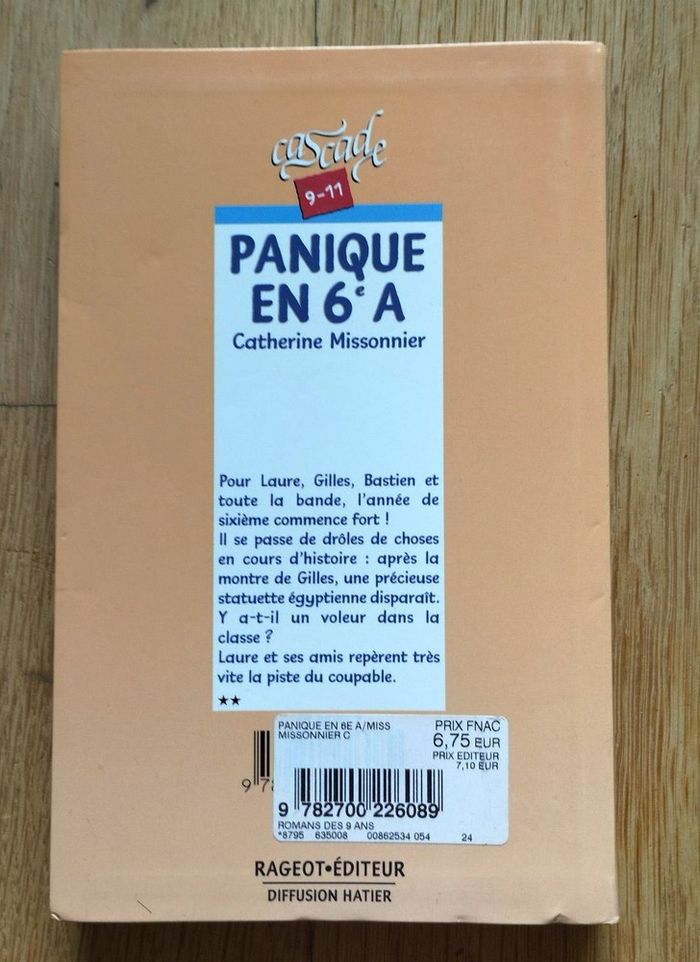 cascade
9-11
PANIQUE
EN 6e A
Catherine Missonnier
Pour Laure, Gilles, Bastien et
toute la bande, l'année de
sixième commence fort !
Il se passe de drôles de choses
en cours d'histoire : après la
montre de Gilles, une précieuse
statuette égyptienne disparaît.
Y a-t-il un voleur dans la
classe ?
Laure et ses amis repèrent très
vite la piste du coupable.
★★
PANIQUE EN 6E A/MISS
MISSONNIER C
PRIX FNAC
6,75 EUR
PRIX EDITEUR
7,10 EUR
9 782700 226089
ROMANS DES 9 ANS
*8795 635008 00862534 054 24
RAGEOT•ÉDITEUR
DIFFUSION HATIER